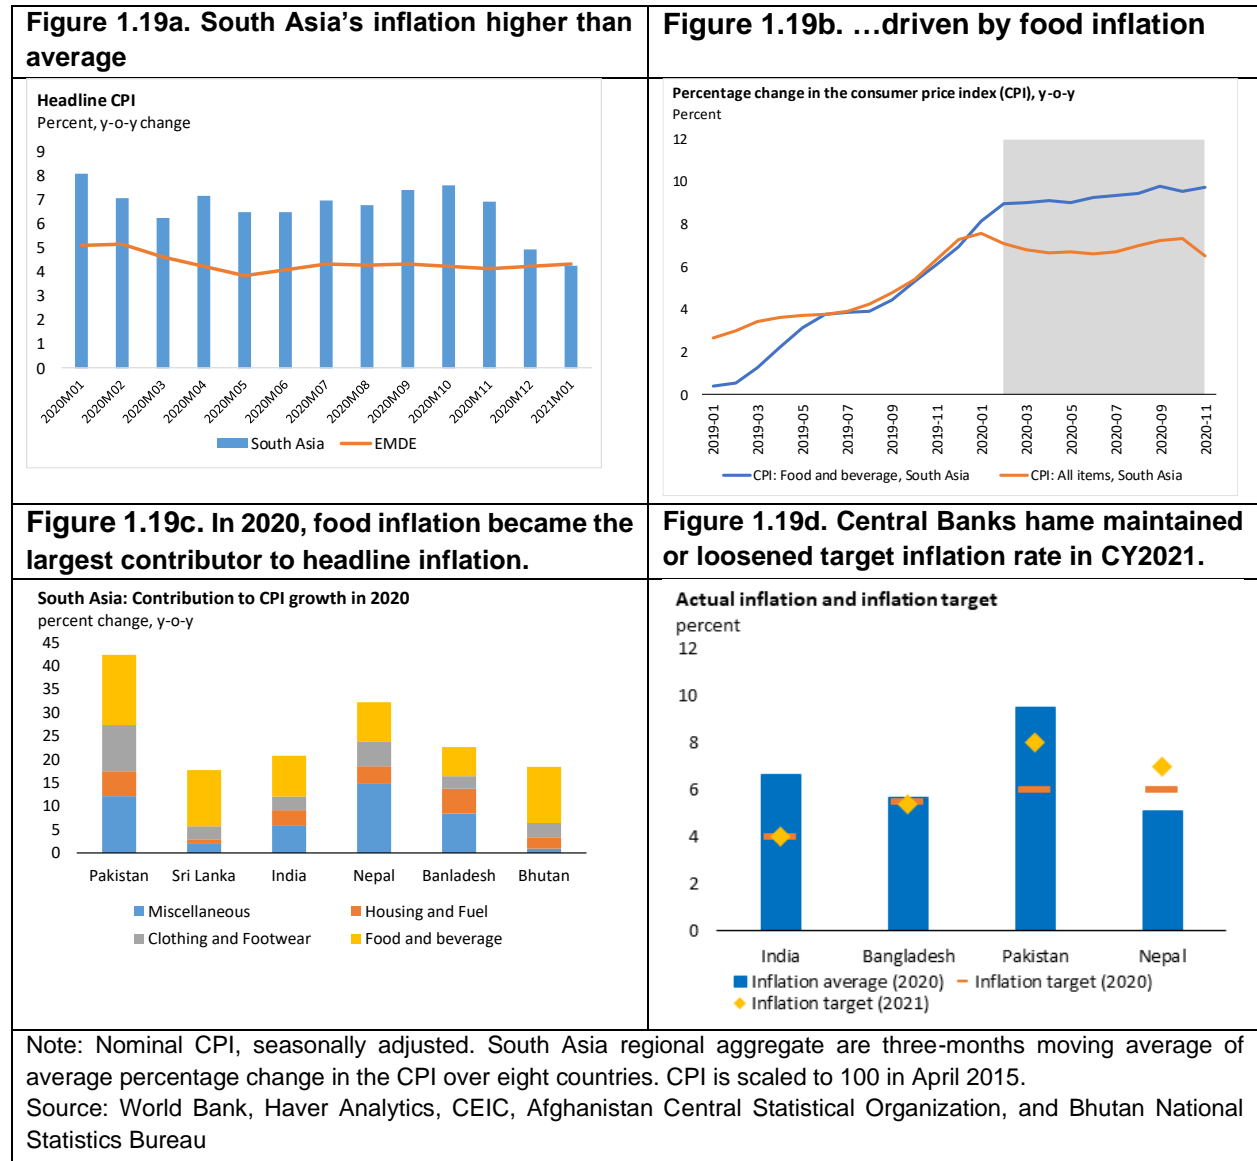 Figure 1.19a. South Asia's inflation higher than
average
Figure 1.19b. …driven by food inflation
Headline CPI
Percent, y-o-y change
9
8
7
6
5
4
3
2
1
0
2020M01
2020M02
2020M03
2020M04
2020M05
2020M06
2020M07
2020M08
2020M09
2020M10
2020M11
2020M12
2021M01
South Asia
EMDE
Percentage change in the consumer price index (CPI), y-o-y
Percent
12
10
8
6
4
2
0
2019-01
2019-03
2019-05
2019-07
2019-09
2019-11
2020-01
2020-03
2020-05
2020-07
2020-09
2020-11
CPI: Food and beverage, South Asia
CPI: All items, South Asia
Figure 1.19c. In 2020, food inflation became the
largest contributor to headline inflation.
Figure 1.19d. Central Banks hame maintained
or loosened target inflation rate in CY2021.
South Asia: Contribution to CPI growth in 2020
percent change, y-o-y
45
40
35
30
25
20
15
10
5
0
Pakistan
Sri Lanka
India
Nepal
Banladesh
Bhutan
Miscellaneous
Housing and Fuel
Clothing and Footwear
Food and beverage
Actual inflation and inflation target
percent
12
10
8
6
4
2
0
India
Bangladesh
Pakistan
Nepal
Inflation average (2020)
Inflation target (2020)
Inflation target (2021)
Note: Nominal CPI, seasonally adjusted. South Asia regional aggregate are three-months moving average of
average percentage change in the CPI over eight countries. CPI is scaled to 100 in April 2015.
Source: World Bank, Haver Analytics, CEIC, Afghanistan Central Statistical Organization, and Bhutan National
Statistics Bureau